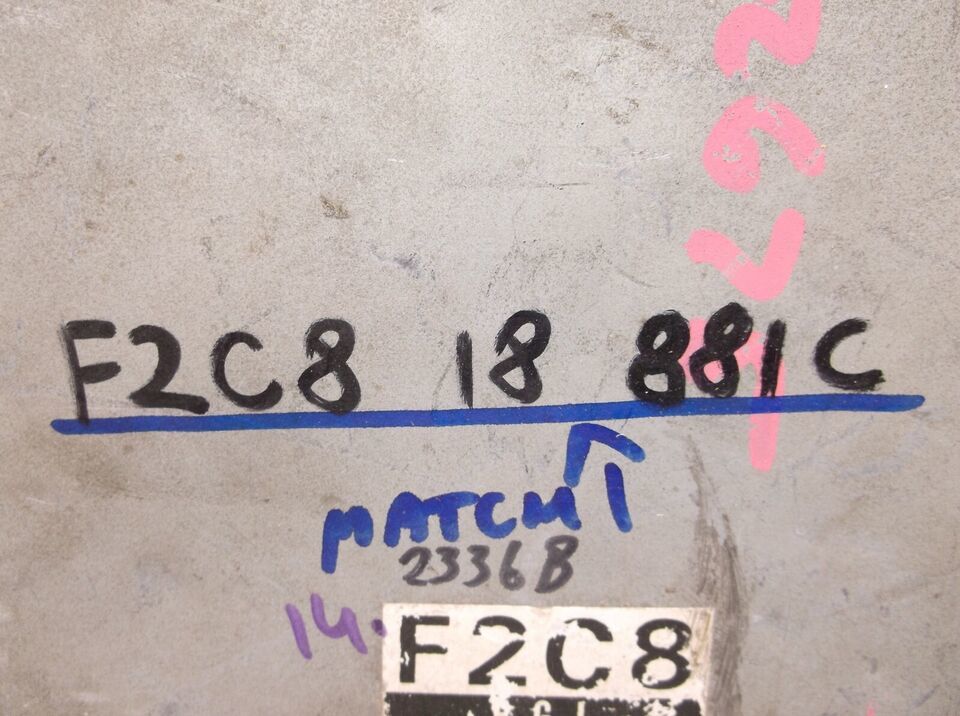 F2C8 18 881C
MATCH
2336B
14.
F2C8